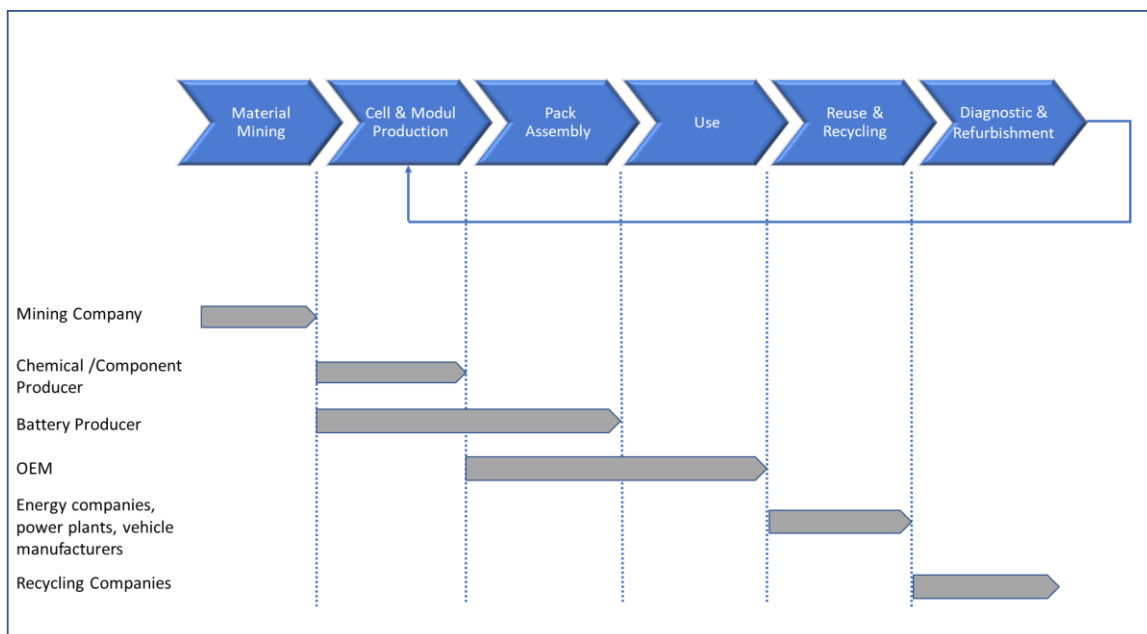 Material
Mining
Cell & Modul
Production
Pack
Assembly
Use
Reuse &
Recycling
Diagnostic &
Refurbishment
Mining Company
Chemical /Component
Producer
Battery Producer
OEM
Energy companies,
power plants, vehicle
manufacturers
Recycling Companies